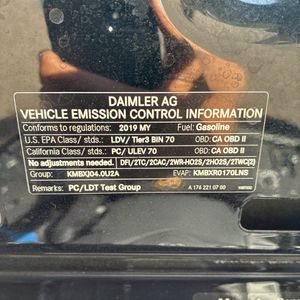 DAIMLER AG
VEHICLE EMISSION CONTROL INFORMATION
Conforms to regulations: 2019 MY Fuel: Gasoline
U.S. EPA Class/ stds.: LDV/ Tier3 BIN 70 OBD: CA OBD II
California Class/ stds.: PC/ ULEV 70 OBD: CA OBD II
No adjustments needed. DFI/2TC/2CAC/2WR-HO2S/2HO2S/2TWC(2)
Group: KMBXJ04.0U2A EVAP: KMBXR0170LNS
Remarks: PC/LDT Test Group A 176 221 07 00